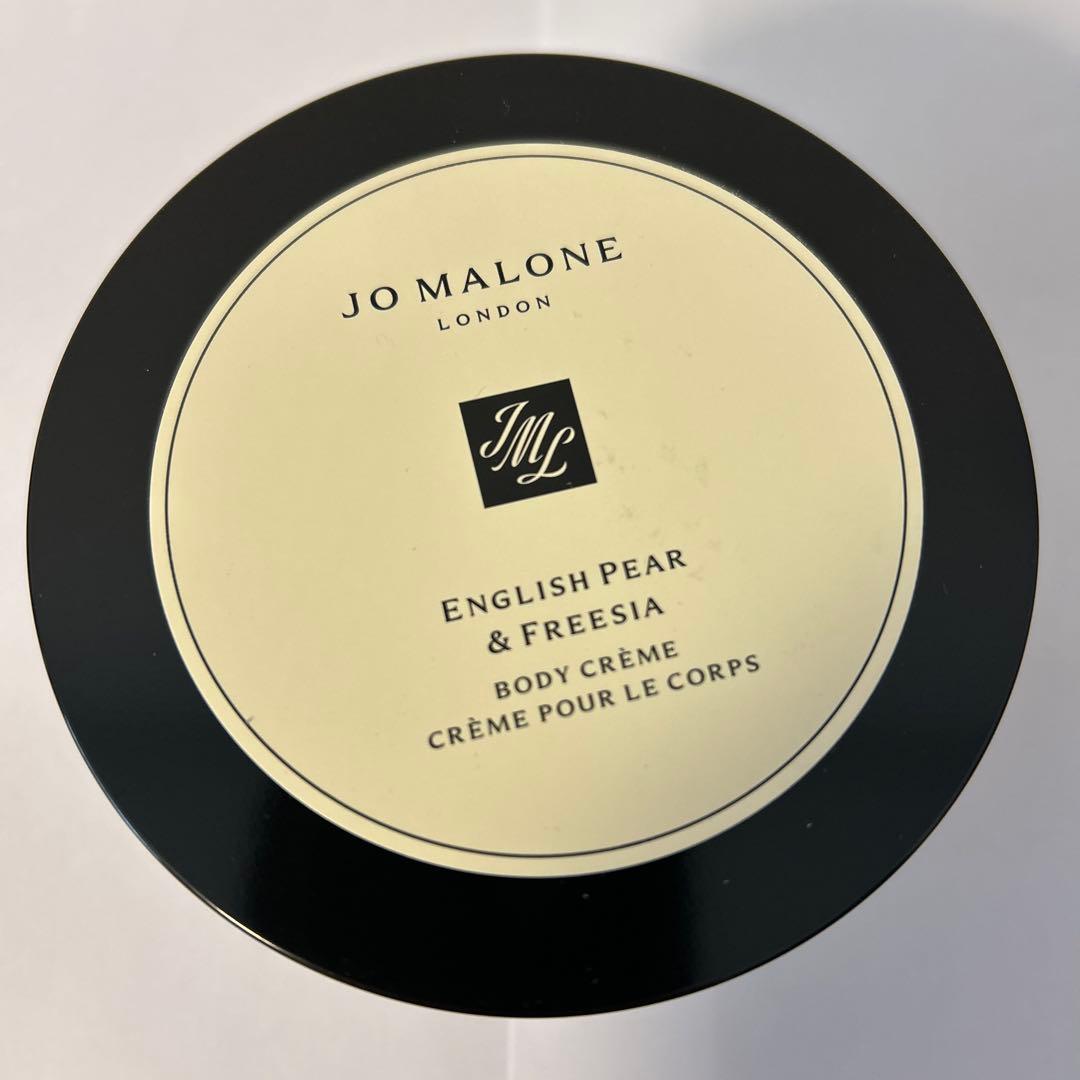 JO MALONE
LONDON
JML
ENGLISH PEAR
& FREESIA
BODY CRÈME
CRÈME POUR LE CORPS